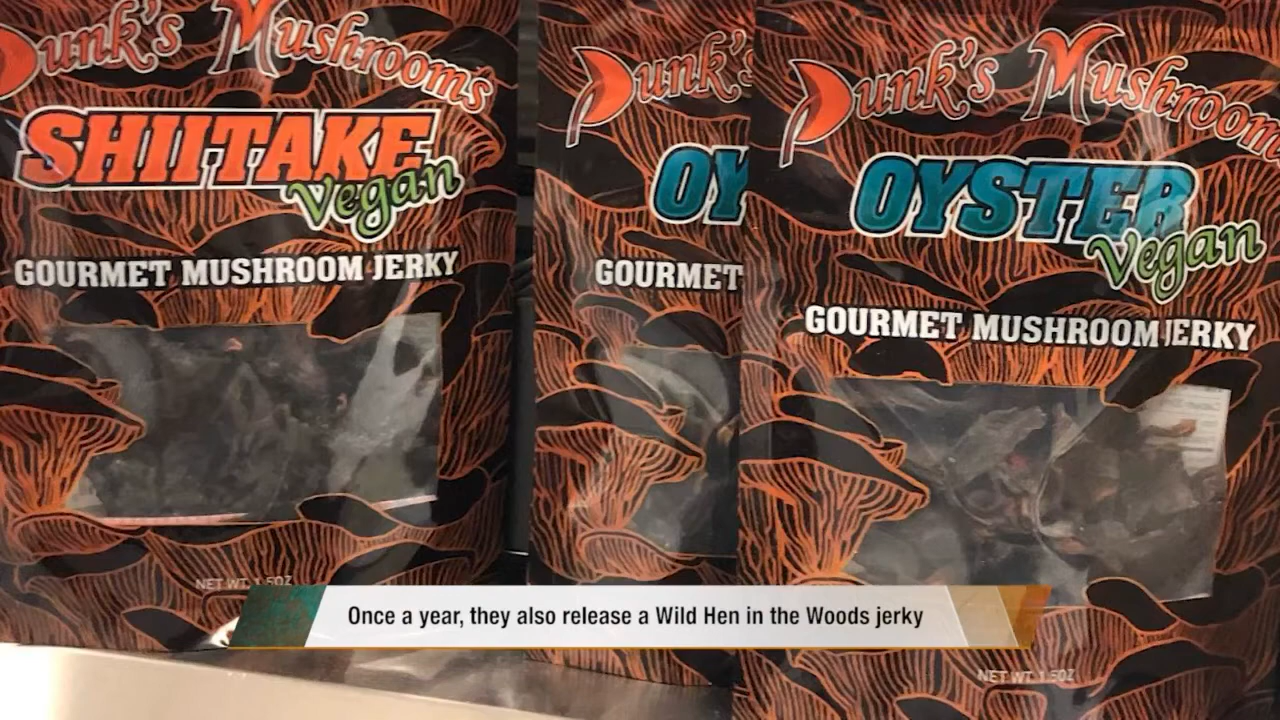 Dunk's Mushrooms
SHIITAKE
Vegan
GOURMET MUSHROOM JERKY
NET WT. 1.5OZ
Dunk's
OY
GOURMET
Dunk's Mushroom
OYSTER
Vegan
GOURMET MUSHROOM JERKY
NET WT 1.5OZ
Once a year, they also release a Wild Hen in the Woods jerky